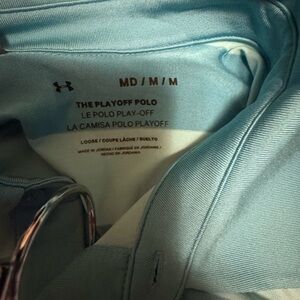 MD / M / M
THE PLAYOFF POLO
LE POLO PLAY-OFF
LA CAMISA POLO PLAYOFF
LOOSE / COUPE LÂCHE / SUELTO
MADE IN JORDAN / FABRIQUÉ EN JORDANIE /
HECHO EN JORDANIA